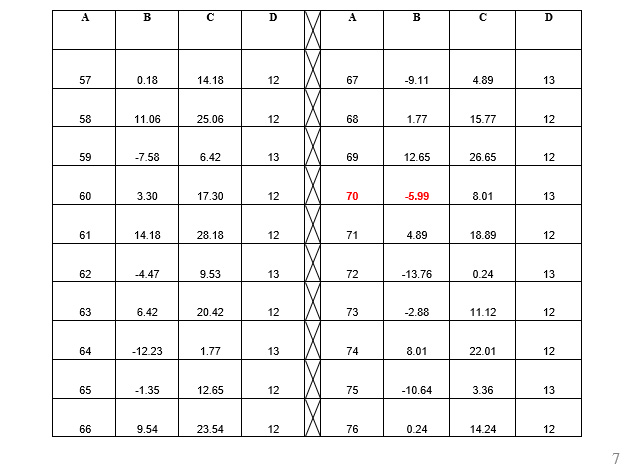 A B C D A B C D
57 0.18 14.18 12 67 -9.11 4.89 13
58 11.06 25.06 12 68 1.77 15.77 12
59 -7.58 6.42 13 69 12.65 26.65 12
60 3.30 17.30 12 70 -5.99 8.01 13
61 14.18 28.18 12 71 4.89 18.89 12
62 -4.47 9.53 13 72 -13.76 0.24 13
63 6.42 20.42 12 73 -2.88 11.12 12
64 -12.23 1.77 13 74 8.01 22.01 12
65 -1.35 12.65 12 75 -10.64 3.36 13
66 9.54 23.54 12 76 0.24 14.24 12
7